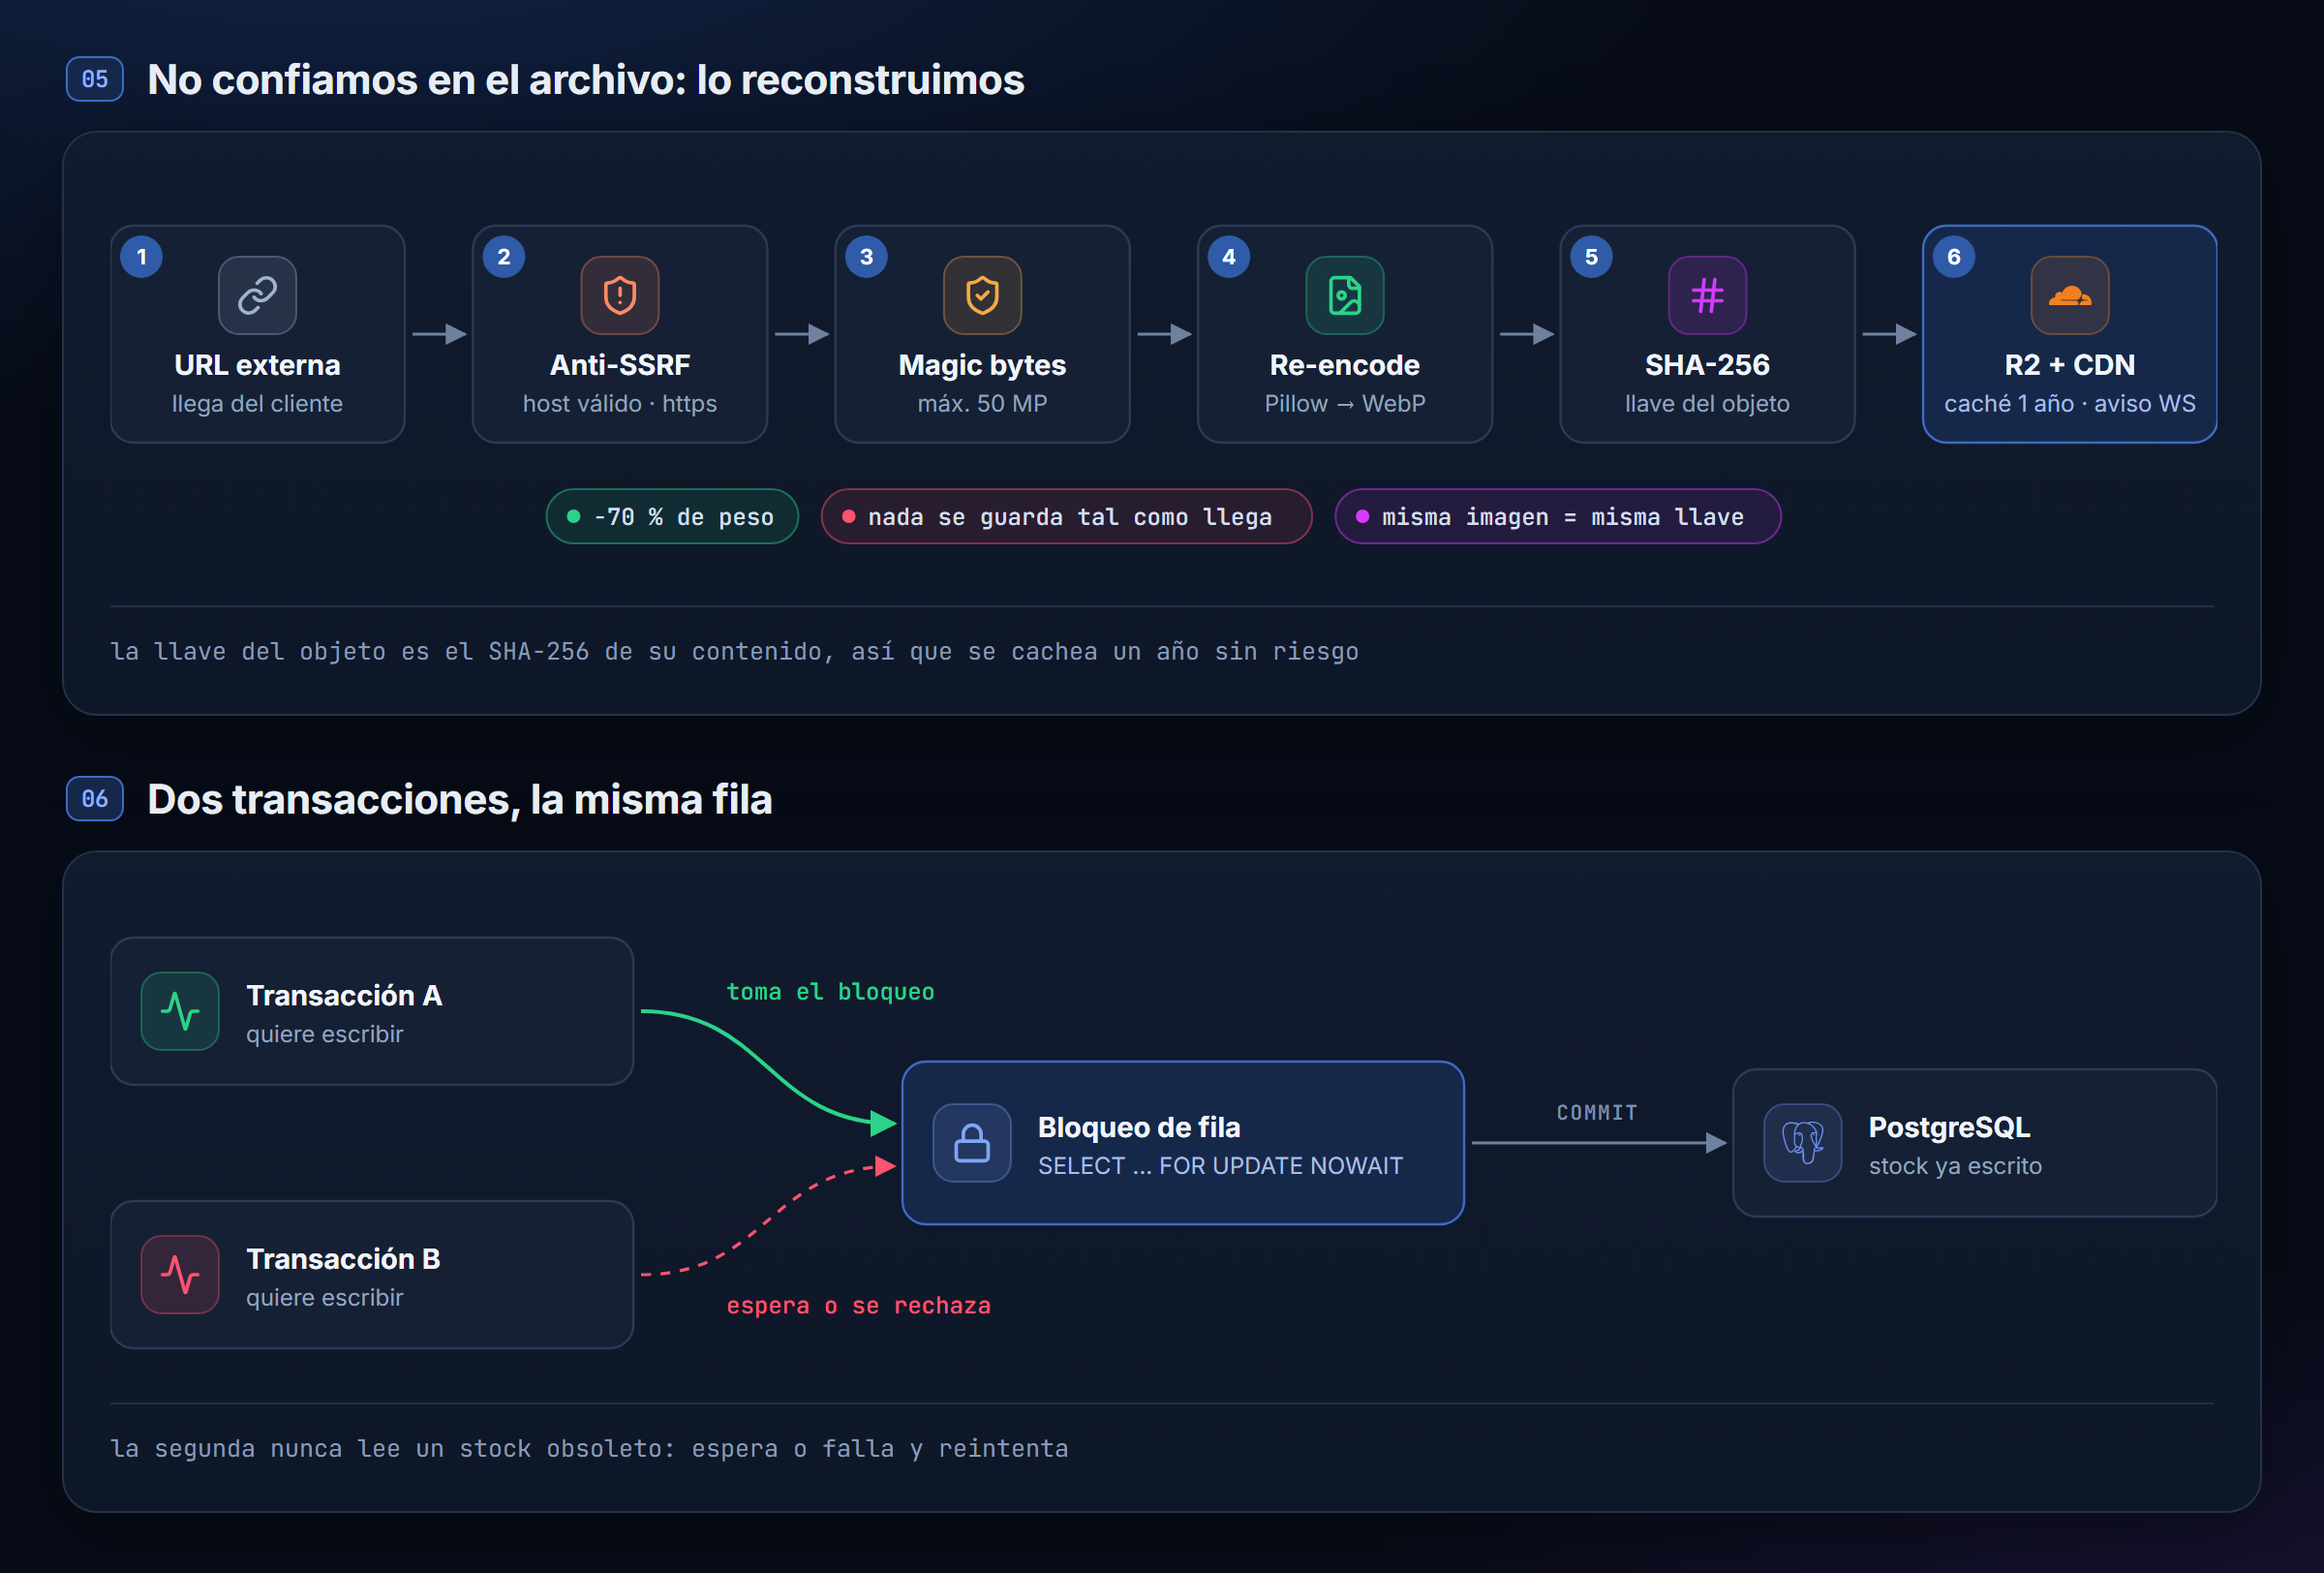 05
No confiamos en el archivo: lo reconstruimos
1
URL externa
llega del cliente
2
Anti-SSRF
host válido · https
3
Magic bytes
máx. 50 MP
4
Re-encode
Pillow → WebP
5
SHA-256
llave del objeto
6
R2 + CDN
caché 1 año · aviso WS
-70 % de peso
nada se guarda tal como llega
misma imagen = misma llave
la llave del objeto es el SHA-256 de su contenido, así que se cachea un año sin riesgo
06
Dos transacciones, la misma fila
Transacción A
quiere escribir
toma el bloqueo
Bloqueo de fila
SELECT ... FOR UPDATE NOWAIT
COMMIT
PostgreSQL
stock ya escrito
Transacción B
quiere escribir
espera o se rechaza
la segunda nunca lee un stock obsoleto: espera o falla y reintenta